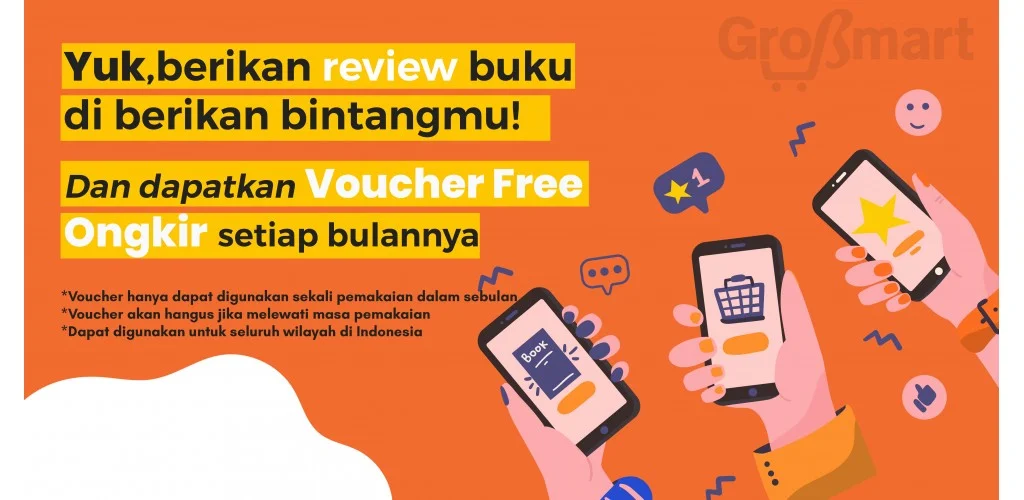 Großmart
Yuk,berikan review buku
di berikan bintangmu!
Dan dapatkan Voucher Free
Ongkir setiap bulannya
*Voucher hanya dapat digunakan sekali pemakaian dalam sebulan
*Voucher akan hangus jika melewati masa pemakaian
*Dapat digunakan untuk seluruh wilayah di Indonesia
1
BOOK